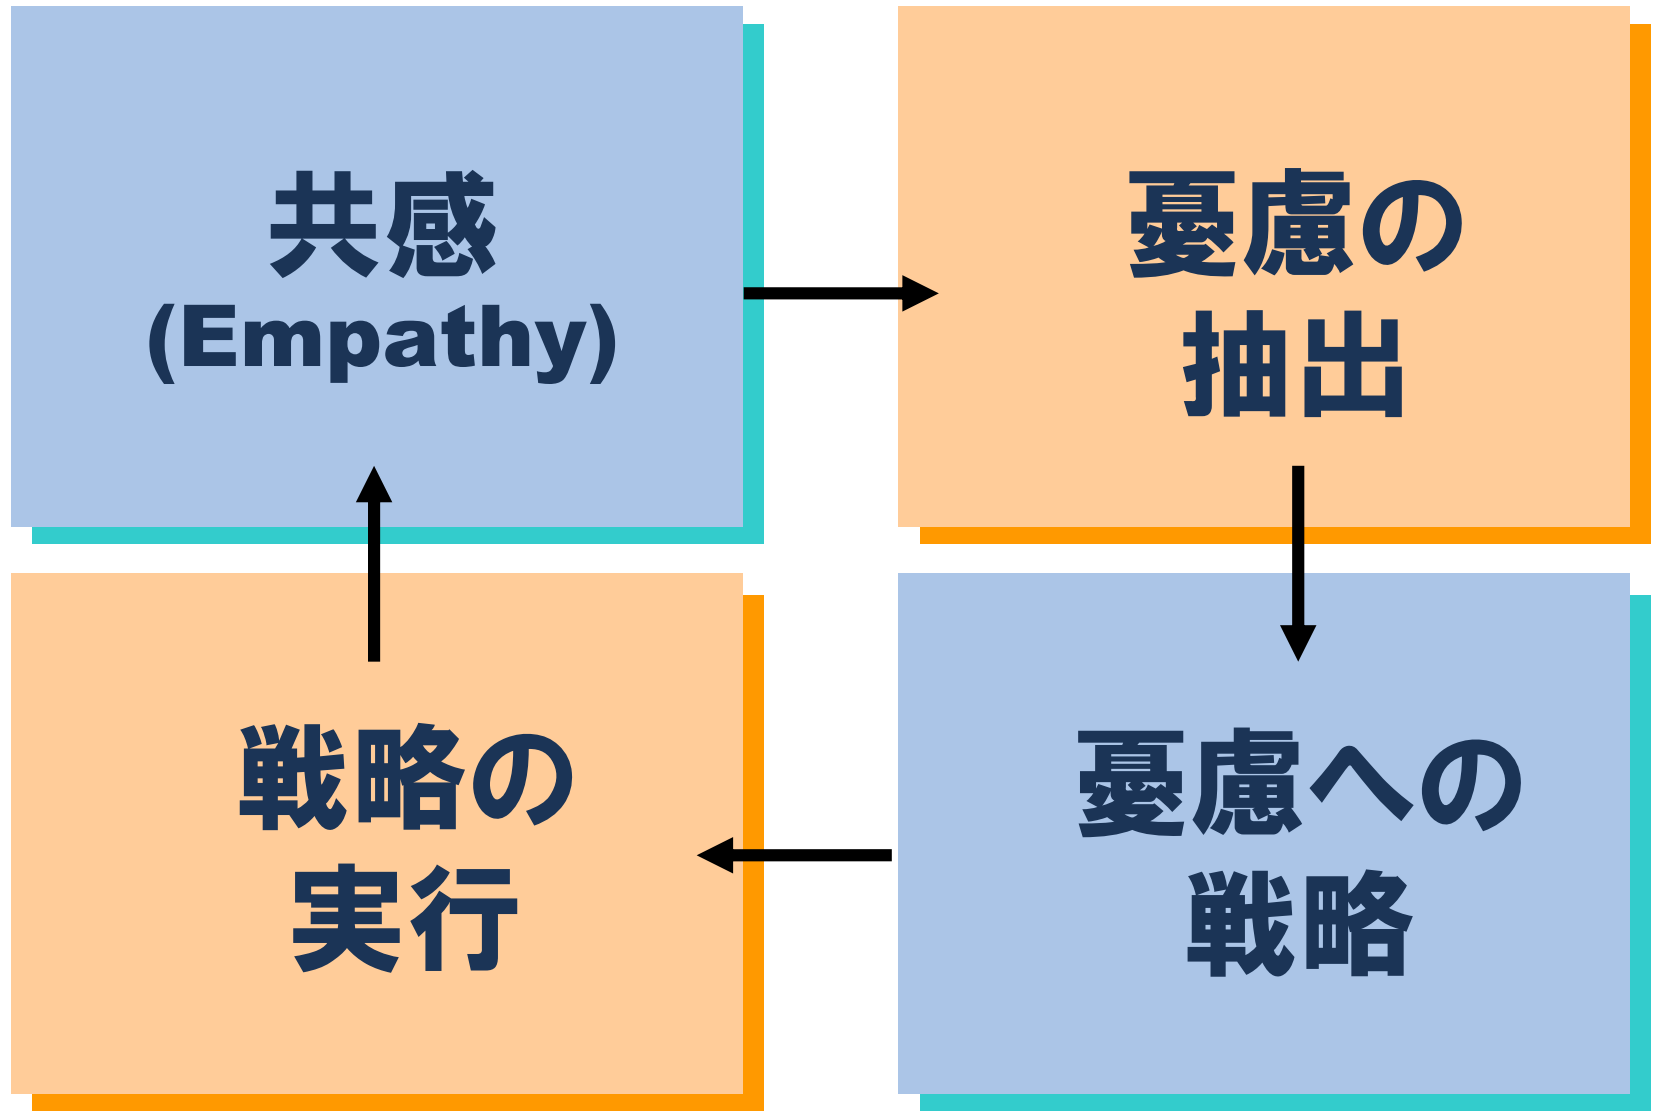 共感
(Empathy)
憂慮の
抽出
戦略の
実行
憂慮への
戦略